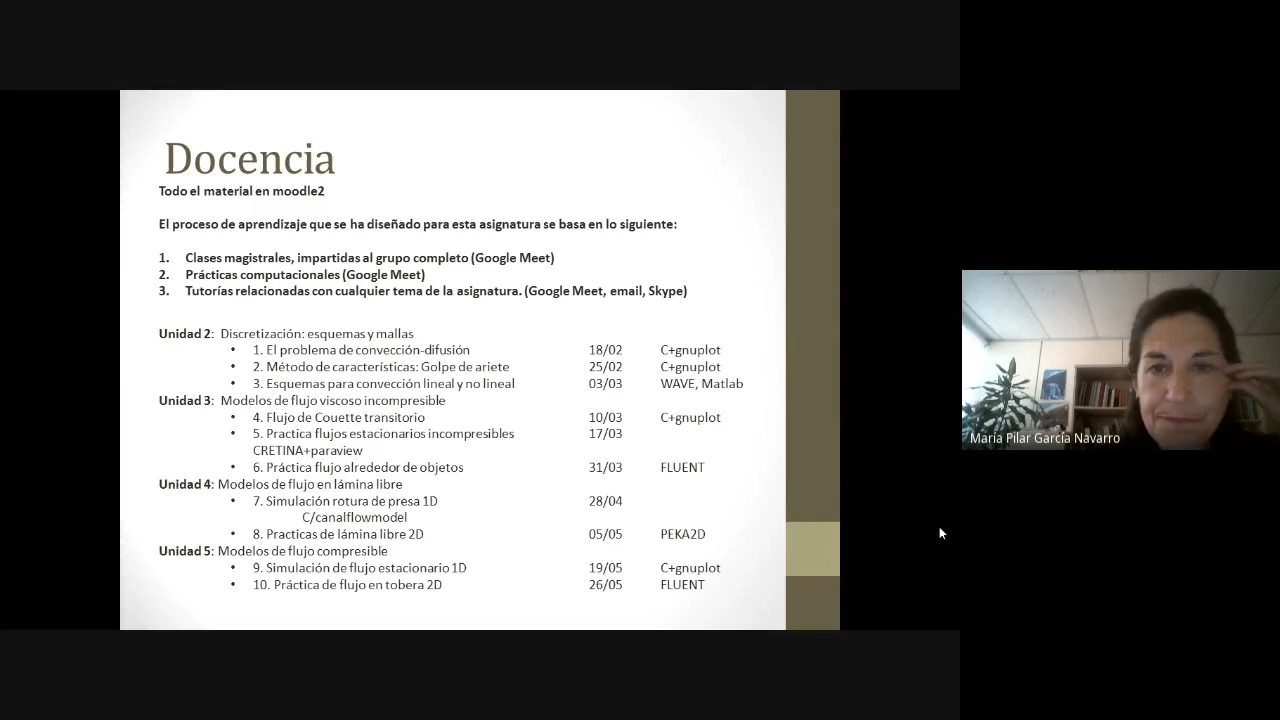 Docencia
Todo el material en moodle2
El proceso de aprendizaje que se ha diseñado para esta asignatura se basa en lo siguiente:
1. Clases magistrales, impartidas al grupo completo (Google Meet)
2. Prácticas computacionales (Google Meet)
3. Tutorías relacionadas con cualquier tema de la asignatura. (Google Meet, email, Skype)
Unidad 2: Discretización: esquemas y mallas
• 1. El problema de convección-difusión 18/02 C+gnuplot
• 2. Método de características: Golpe de ariete 25/02 C+gnuplot
• 3. Esquemas para convección lineal y no lineal 03/03 WAVE, Matlab
Unidad 3: Modelos de flujo viscoso incompresible
• 4. Flujo de Couette transitorio 10/03 C+gnuplot
• 5. Practica flujos estacionarios incompresibles 17/03
CRETINA+paraview
• 6. Práctica flujo alrededor de objetos 31/03 FLUENT
Unidad 4: Modelos de flujo en lámina libre
• 7. Simulación rotura de presa 1D 28/04
C/canalflowmodel
• 8. Practicas de lámina libre 2D 05/05 PEKA2D
Unidad 5: Modelos de flujo compresible
• 9. Simulación de flujo estacionario 1D 19/05 C+gnuplot
• 10. Práctica de flujo en tobera 2D 26/05 FLUENT
María Pilar García Navarro